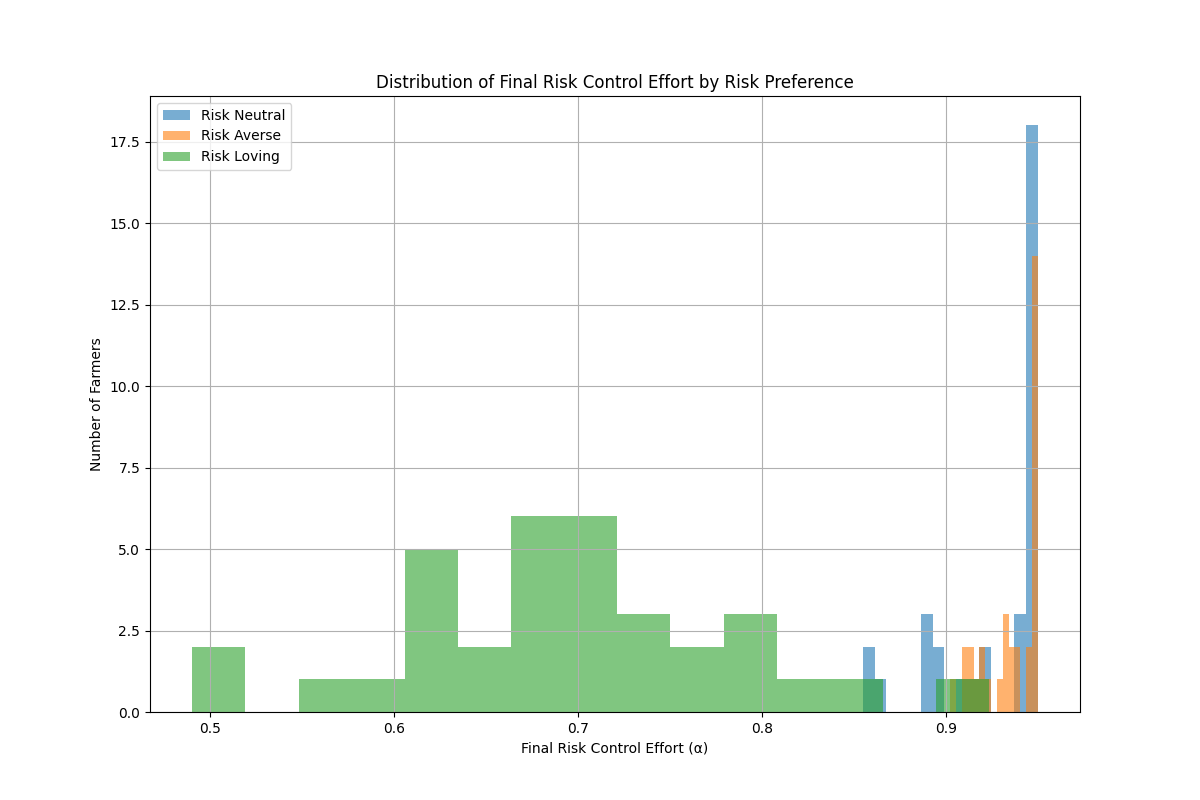 Distribution of Final Risk Control Effort by Risk Preference
Risk Neutral
Risk Averse
Risk Loving
17.5
15.0
12.5
10.0
7.5
5.0
2.5
0.0
Number of Farmers
0.5 0.6 0.7 0.8 0.9
Final Risk Control Effort (α)